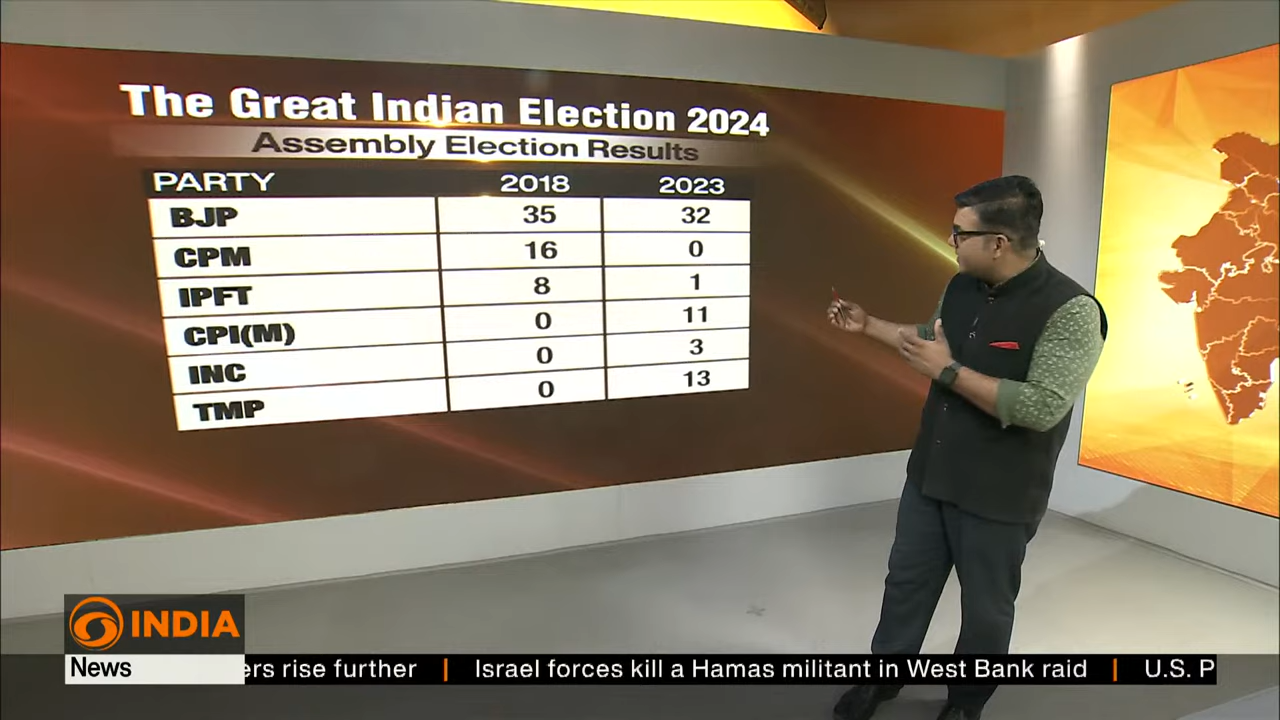 The Great Indian Election 2024
Assembly Election Results
PARTY 2018 2023
BJP 35 32
CPM 16 0
IPFT 8 1
CPI(M) 0 11
INC 0 3
TMP 0 13
INDIA
News
ers rise further | Israel forces kill a Hamas militant in West Bank raid | U.S. P